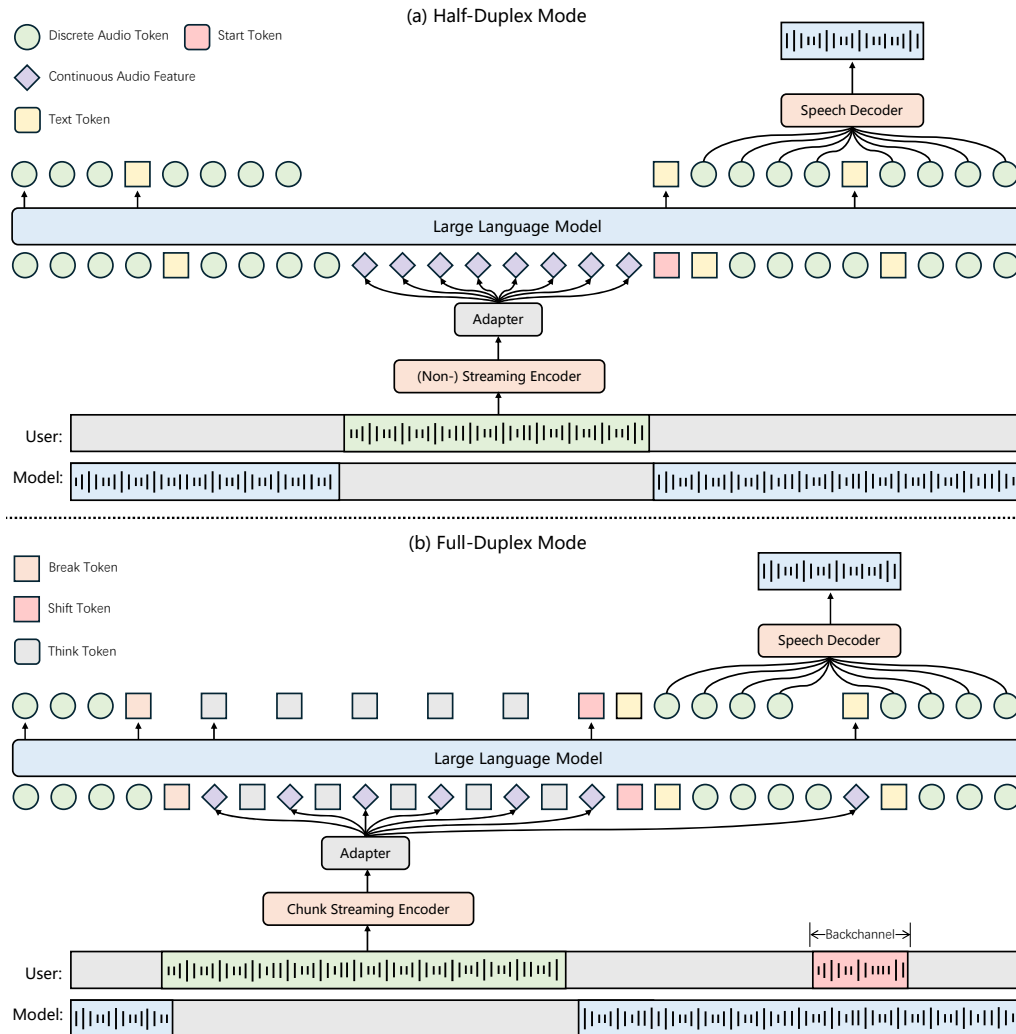 (a) Half-Duplex Mode
Discrete Audio Token
Start Token
Continuous Audio Feature
Text Token
Speech Decoder
Large Language Model
Adapter
(Non-) Streaming Encoder
User:
Model:
(b) Full-Duplex Mode
Break Token
Shift Token
Think Token
Speech Decoder
Large Language Model
Adapter
Chunk Streaming Encoder
Backchannel
User:
Model: